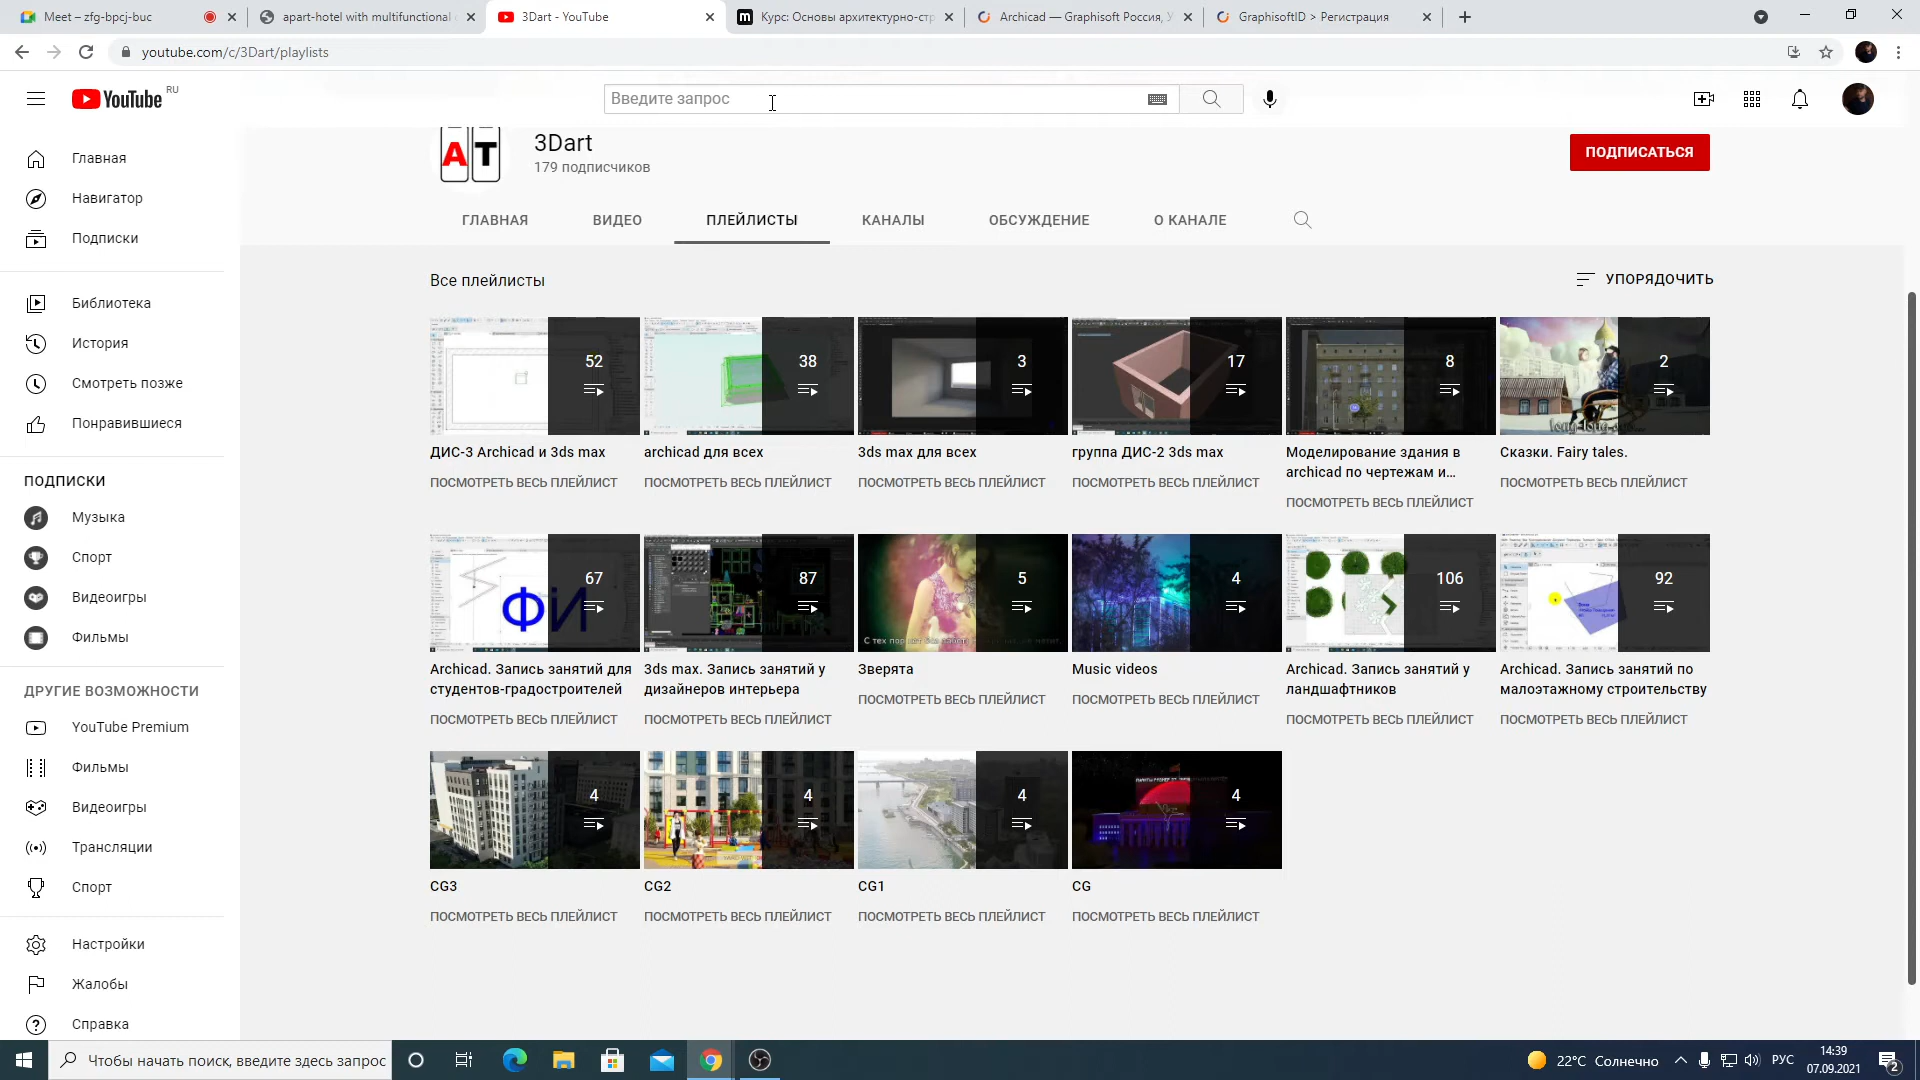 Meet – zfg-bpcj-buc
apart-hotel with multifunctional c
3Dart - YouTube
Курс: Основы архитектурно-стр
Archicad — Graphisoft Россия, У
GraphisoftID > Регистрация
youtube.com/c/3Dart/playlists
YouTube RU
Введите запрос
Главная
Навигатор
Подписки
Библиотека
История
Смотреть позже
Понравившиеся
ПОДПИСКИ
Музыка
Спорт
Видеоигры
Фильмы
ДРУГИЕ ВОЗМОЖНОСТИ
YouTube Premium
Фильмы
Видеоигры
Трансляции
Спорт
Настройки
Жалобы
Справка
AT
3Dart
179 подписчиков
ПОДПИСАТЬСЯ
ГЛАВНАЯ
ВИДЕО
ПЛЕЙЛИСТЫ
КАНАЛЫ
ОБСУЖДЕНИЕ
О КАНАЛЕ
Все плейлисты
УПОРЯДОЧИТЬ
52
38
3
17
8
2
long-long ago...
ДИС-3 Archicad и 3ds max
ПОСМОТРЕТЬ ВЕСЬ ПЛЕЙЛИСТ
archicad для всех
ПОСМОТРЕТЬ ВЕСЬ ПЛЕЙЛИСТ
3ds max для всех
ПОСМОТРЕТЬ ВЕСЬ ПЛЕЙЛИСТ
группа ДИС-2 3ds max
ПОСМОТРЕТЬ ВЕСЬ ПЛЕЙЛИСТ
Моделирование здания в
archicad по чертежам и...
ПОСМОТРЕТЬ ВЕСЬ ПЛЕЙЛИСТ
Сказки. Fairy tales.
ПОСМОТРЕТЬ ВЕСЬ ПЛЕЙЛИСТ
ФИ
67
87
5
4
106
92
Archicad. Запись занятий для
студентов-градостроителей
ПОСМОТРЕТЬ ВЕСЬ ПЛЕЙЛИСТ
3ds max. Запись занятий у
дизайнеров интерьера
ПОСМОТРЕТЬ ВЕСЬ ПЛЕЙЛИСТ
Зверята
ПОСМОТРЕТЬ ВЕСЬ ПЛЕЙЛИСТ
Music videos
ПОСМОТРЕТЬ ВЕСЬ ПЛЕЙЛИСТ
Archicad. Запись занятий у
ландшафтников
ПОСМОТРЕТЬ ВЕСЬ ПЛЕЙЛИСТ
Archicad. Запись занятий по
малоэтажному строительству
ПОСМОТРЕТЬ ВЕСЬ ПЛЕЙЛИСТ
4
4
4
4
CG3
ПОСМОТРЕТЬ ВЕСЬ ПЛЕЙЛИСТ
CG2
ПОСМОТРЕТЬ ВЕСЬ ПЛЕЙЛИСТ
CG1
ПОСМОТРЕТЬ ВЕСЬ ПЛЕЙЛИСТ
CG
ПОСМОТРЕТЬ ВЕСЬ ПЛЕЙЛИСТ
Чтобы начать поиск, введите здесь запрос
22°C Солнечно
РУС
14:39
07.09.2021
2